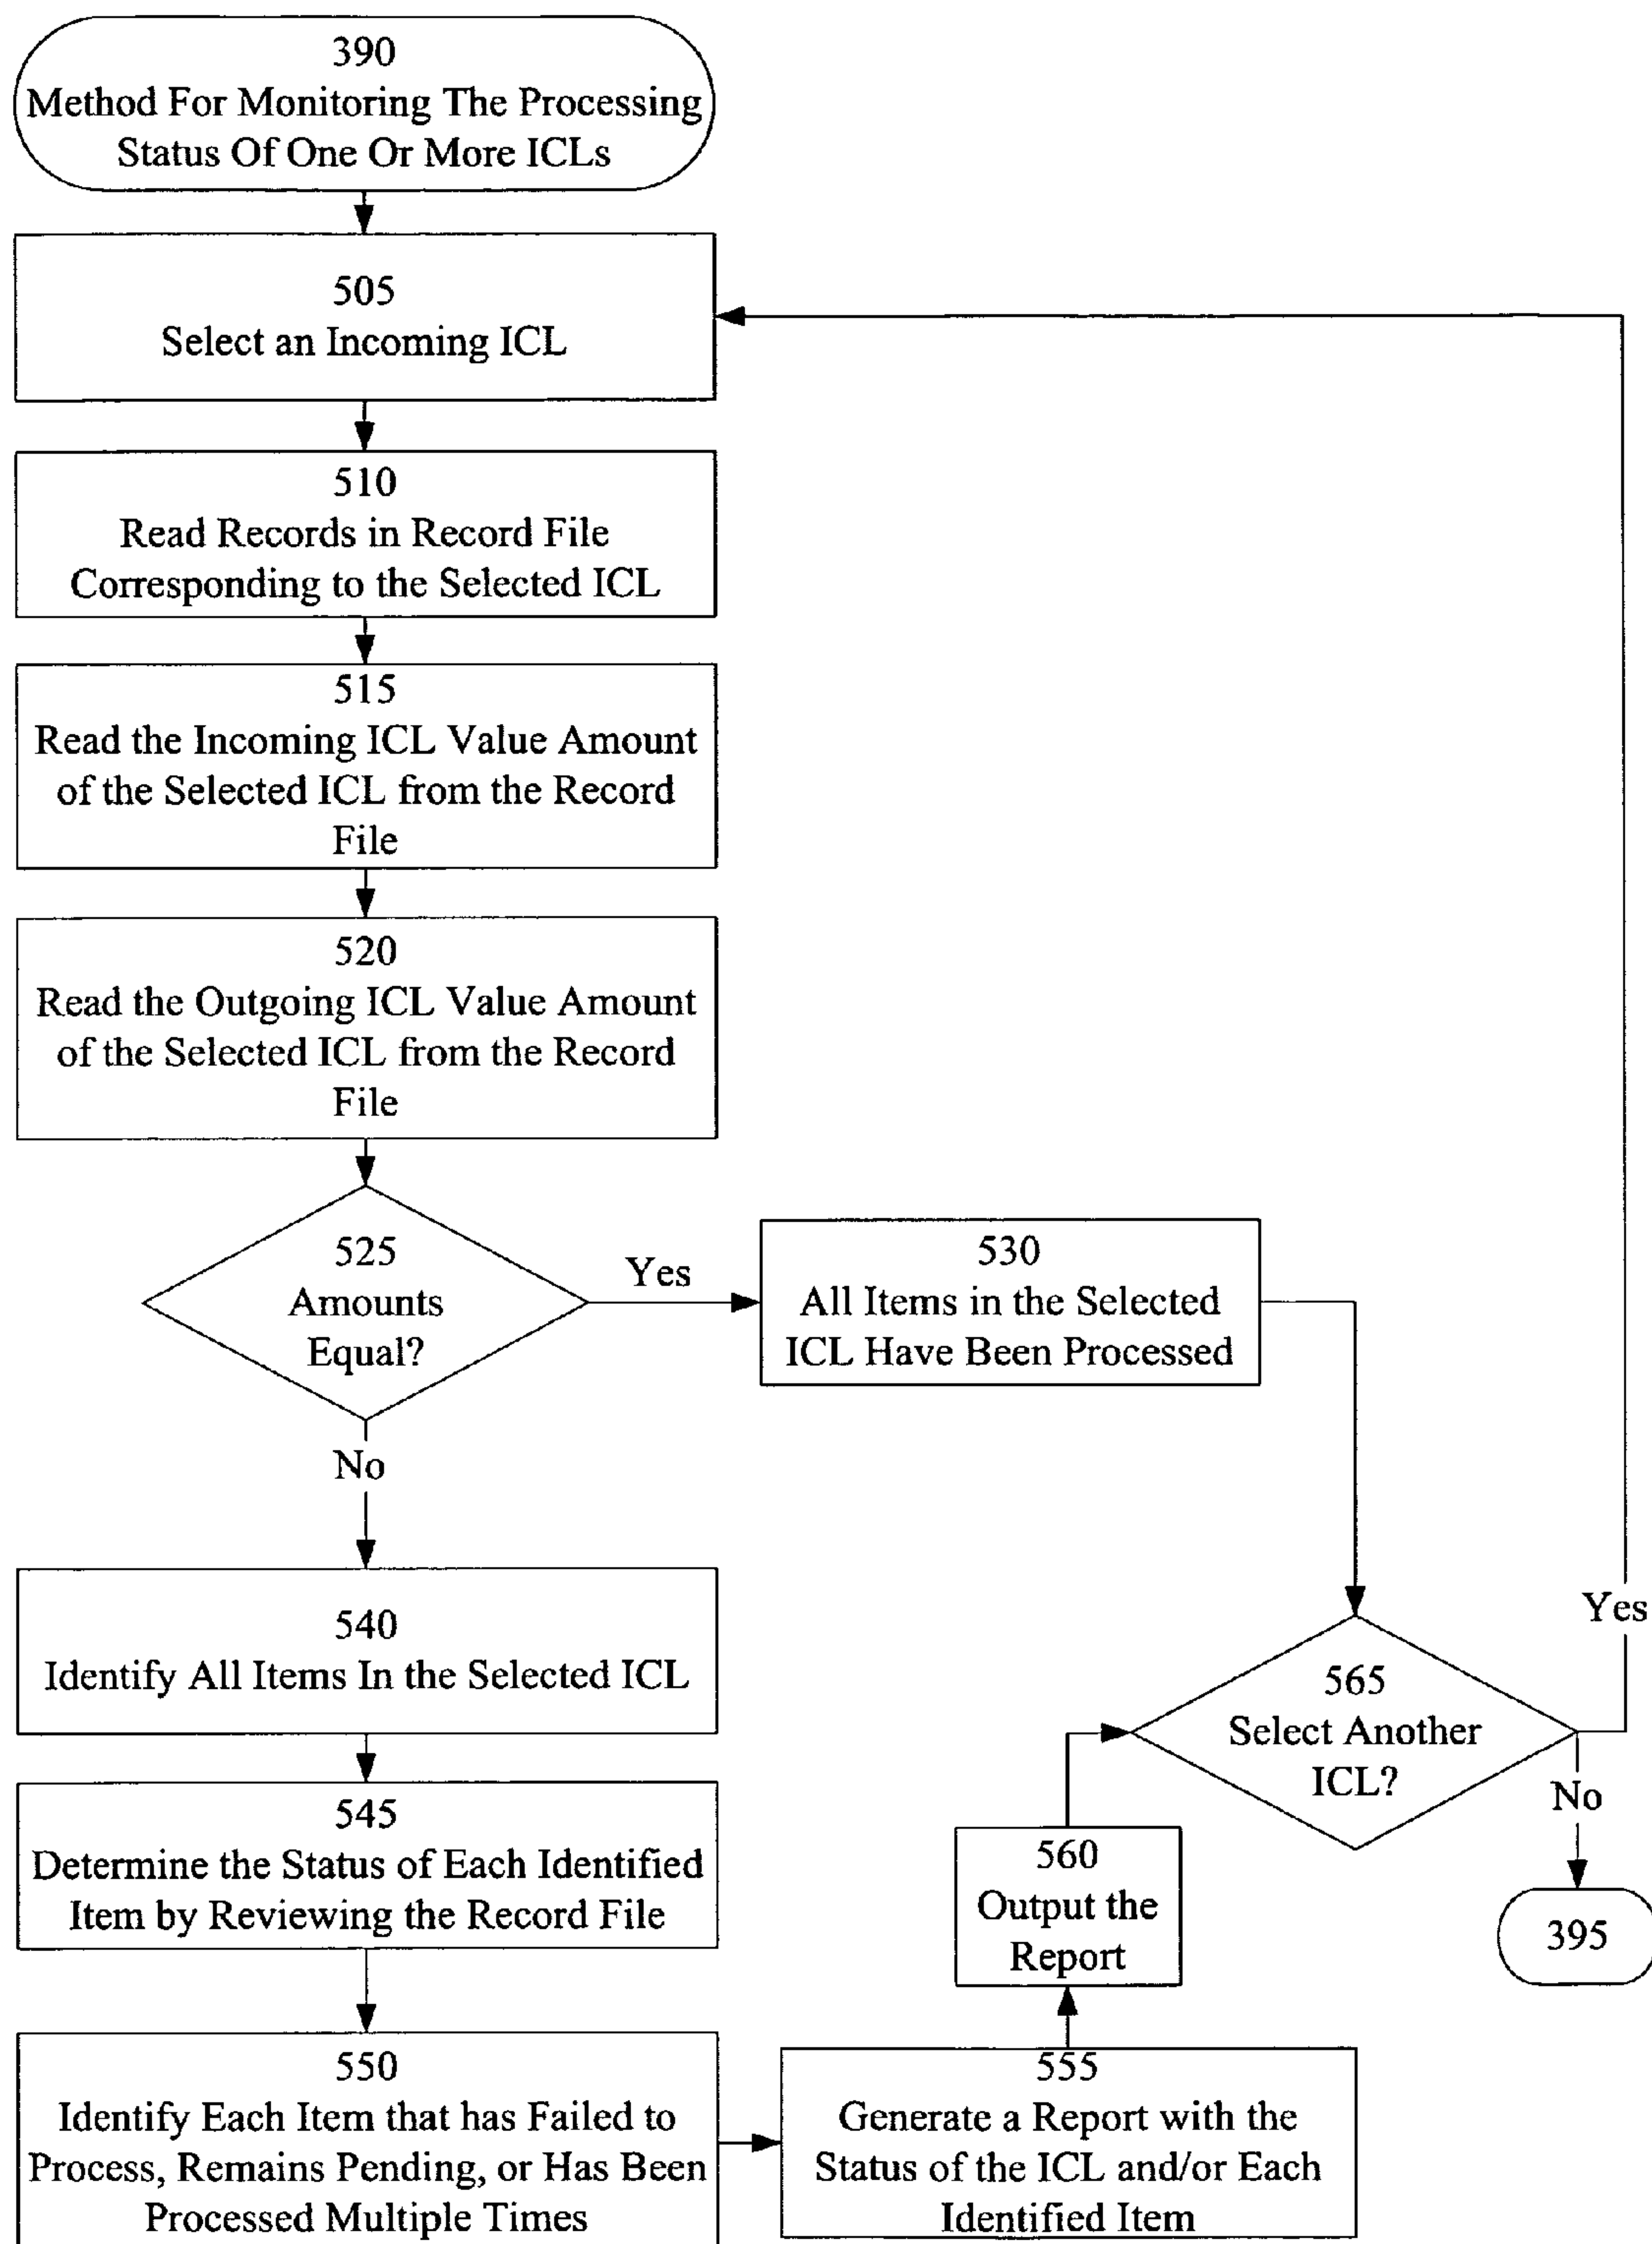 390
Method For Monitoring The Processing
Status Of One Or More ICLs
505
Select an Incoming ICL
510
Read Records in Record File
Corresponding to the Selected ICL
515
Read the Incoming ICL Value Amount
of the Selected ICL from the Record
File
520
Read the Outgoing ICL Value Amount
of the Selected ICL from the Record
File
525
Amounts
Equal?
Yes
530
All Items in the Selected
ICL Have Been Processed
No
540
Identify All Items In the Selected ICL
545
Determine the Status of Each Identified
Item by Reviewing the Record File
550
Identify Each Item that has Failed to
Process, Remains Pending, or Has Been
Processed Multiple Times
555
Generate a Report with the
Status of the ICL and/or Each
Identified Item
560
Output the
Report
565
Select Another
ICL?
Yes
No
395